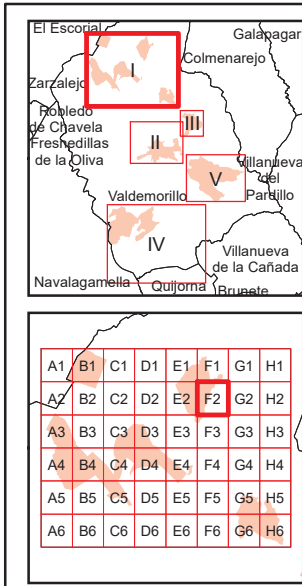 El Escorial
Galapagar
I
Colmenarejo
Zarzalejo
Robledo
de Chavela
III
Fresnedillas
de la Oliva
II
Villanueva
del
Pardillo
V
Valdemorillo
IV
Villanueva
de la Cañada
Navalagamella
Quijorna
Brunete
A1 B1 C1 D1 E1 F1 G1 H1
A2 B2 C2 D2 E2 F2 G2 H2
A3 B3 C3 D3 E3 F3 G3 H3
A4 B4 C4 D4 E4 F4 G4 H4
A5 B5 C5 D5 E5 F5 G5 H5
A6 B6 C6 D6 E6 F6 G6 H6